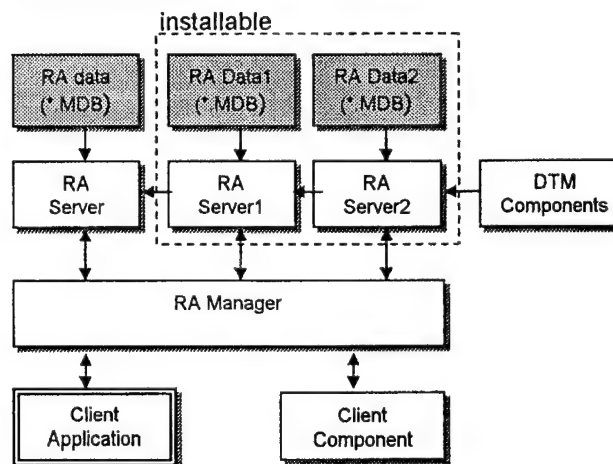 installable
RA data
(*.MDB)
RA Data1
(*.MDB)
RA Data2
(*.MDB)
RA
Server
RA
Server1
RA
Server2
DTM
Components
RA Manager
Client
Application
Client
Component